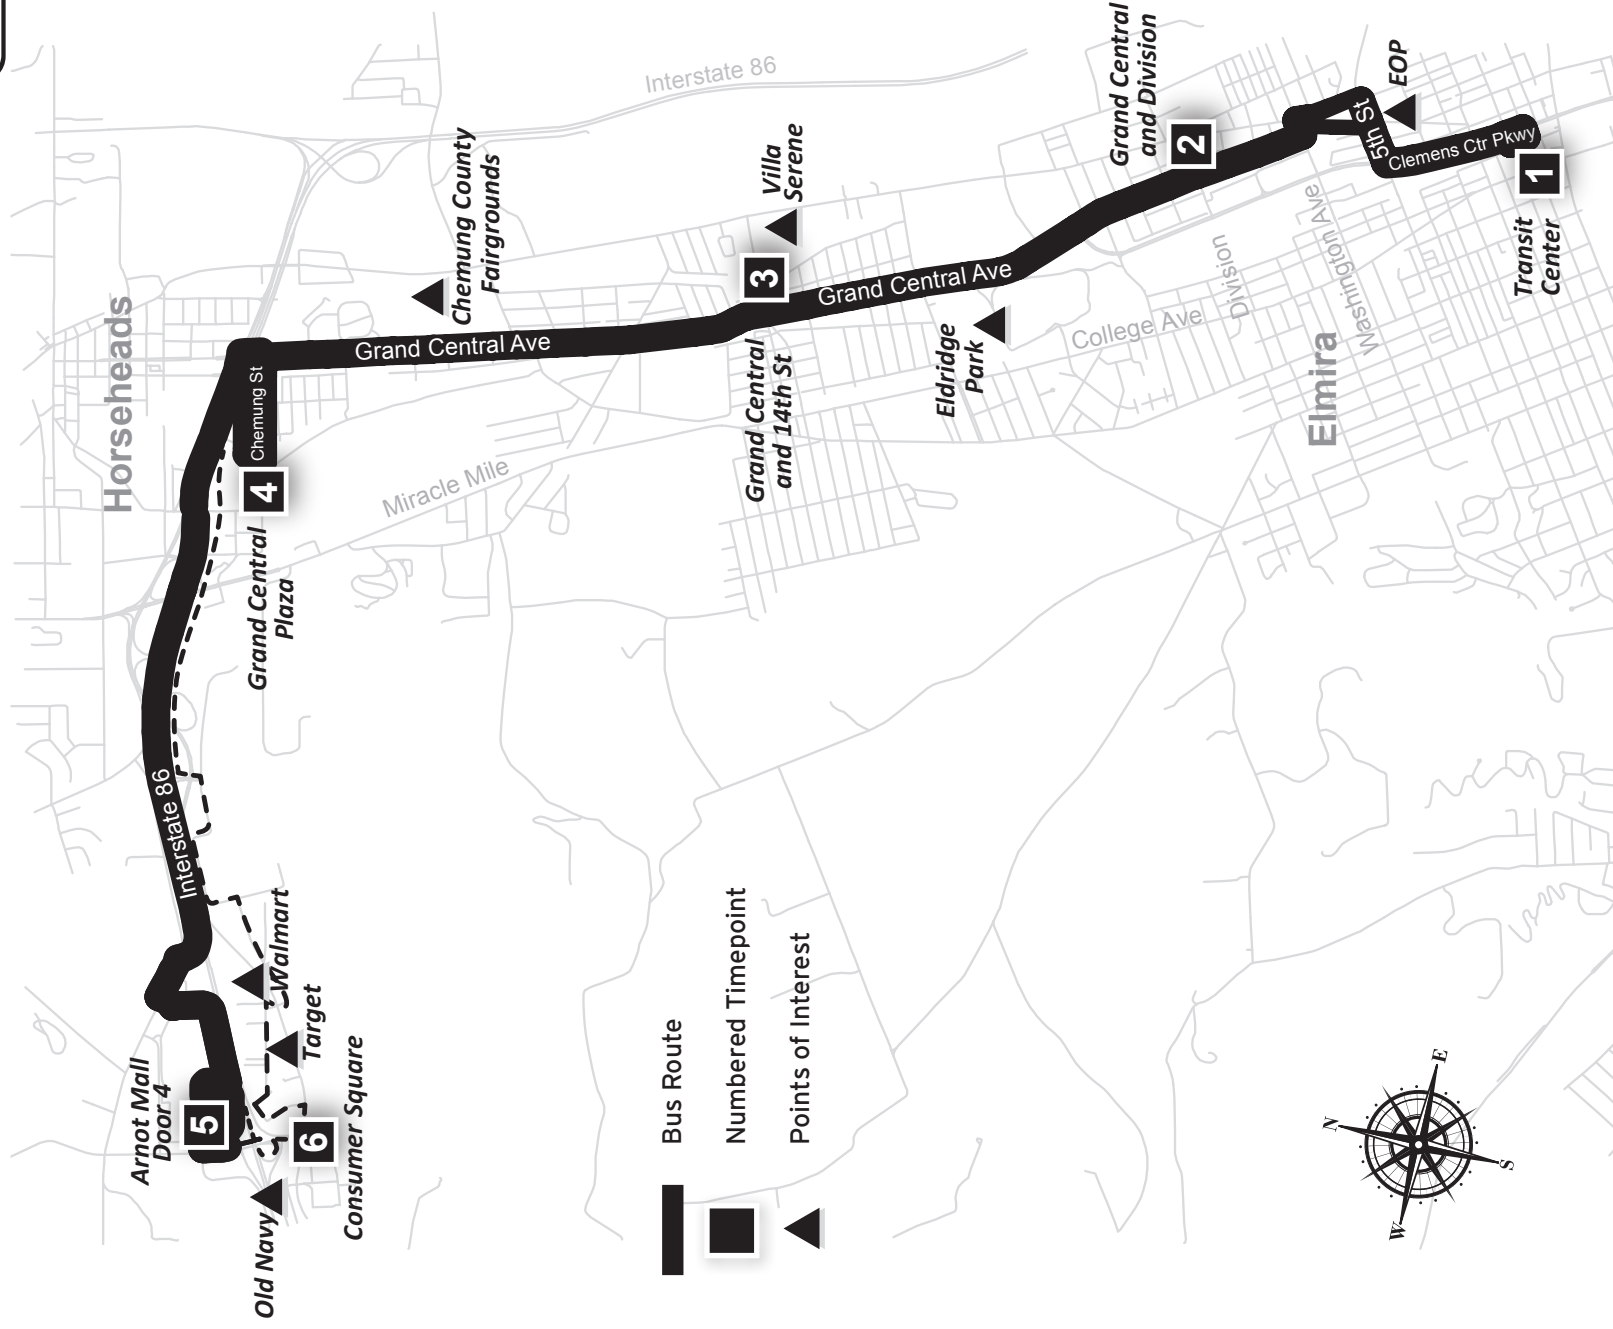 Horseheads
Interstate 86
Chemung County
Fairgrounds
Villa
Serene
Grand Central
and Division
EOP
2
5th St
Clemens Ctr Pkwy
1
Transit
Center
3
Grand Central Ave
Grand Central Ave
Chemung St
4
Grand Central
Plaza
Miracle Mile
Grand Central
and 14th St
Eldridge
Park
College Ave
Division
Washington Ave
Elmira
Interstate 86
Walmart
Target
Arnot Mall
Door 4
5
6
Consumer Square
Old Navy
Bus Route
Numbered Timepoint
Points of Interest
N
E
S
W